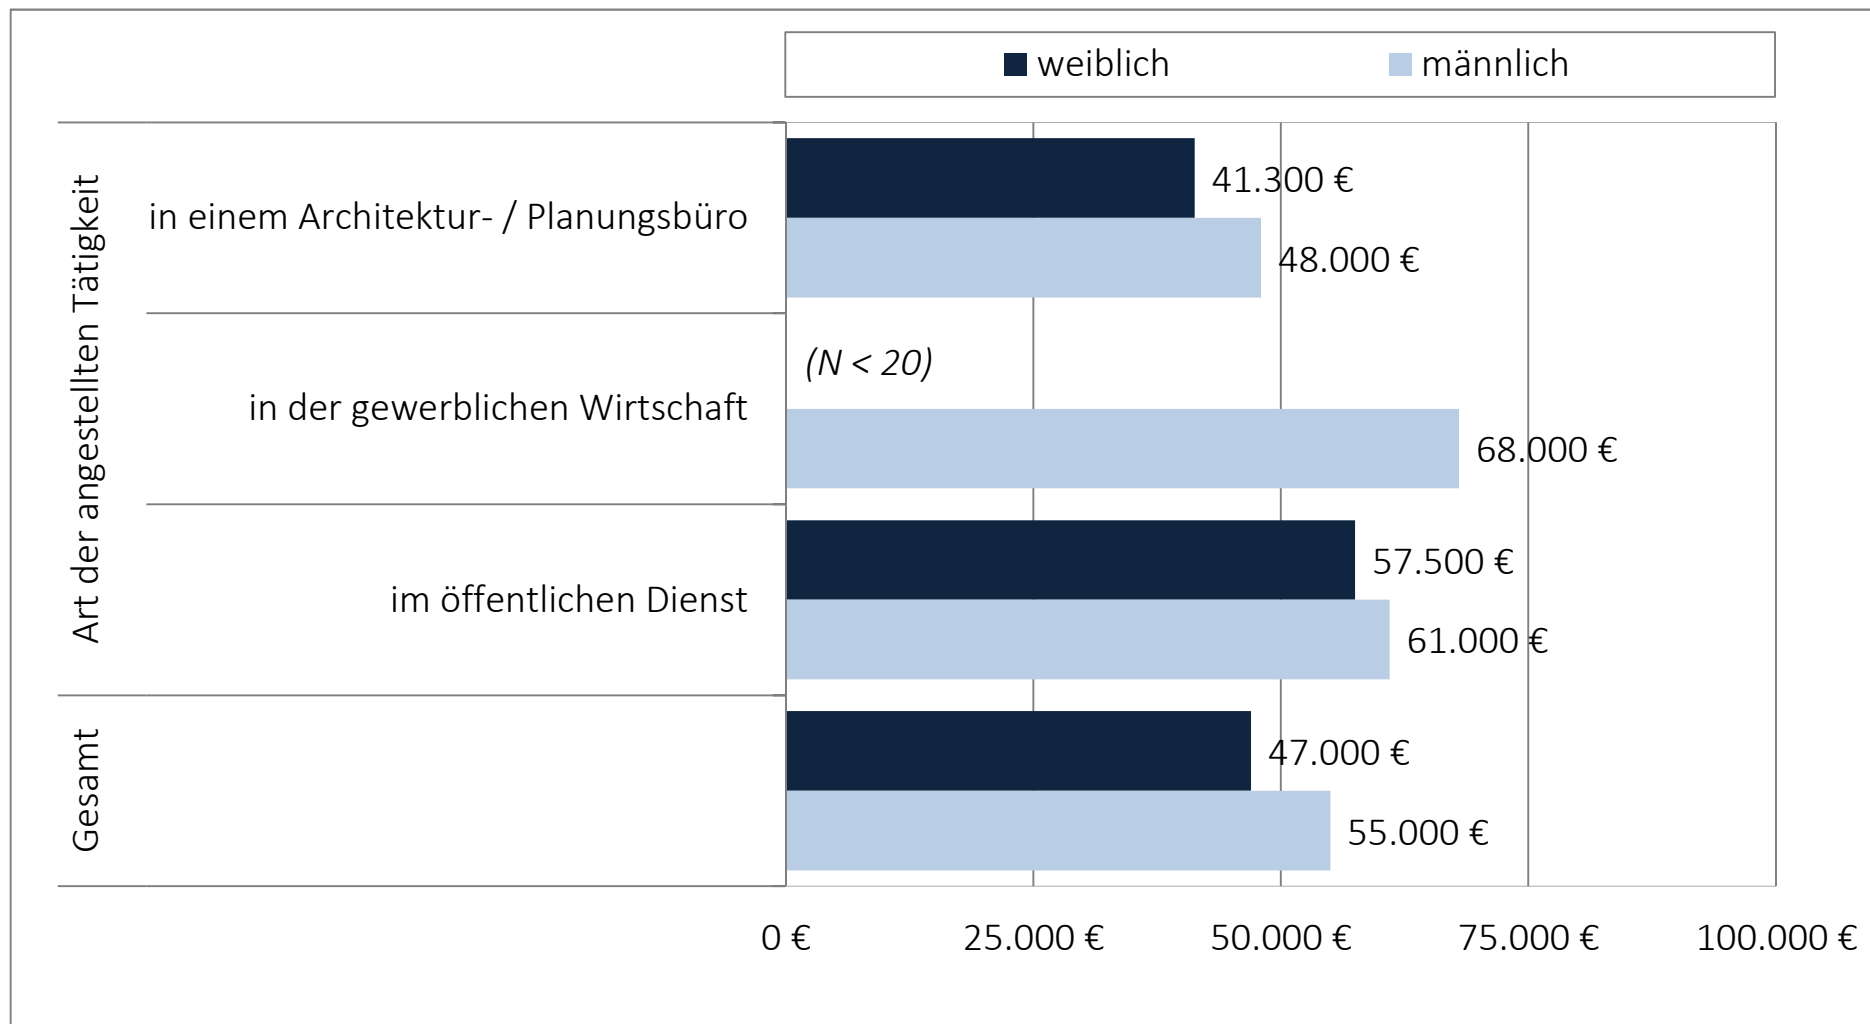 weiblich männlich
Art der angestellten Tätigkeit
in einem Architektur- / Planungsbüro
41.300 €
48.000 €
in der gewerblichen Wirtschaft
(N < 20)
68.000 €
im öffentlichen Dienst
57.500 €
61.000 €
Gesamt
47.000 €
55.000 €
0 € 25.000 € 50.000 € 75.000 € 100.000 €